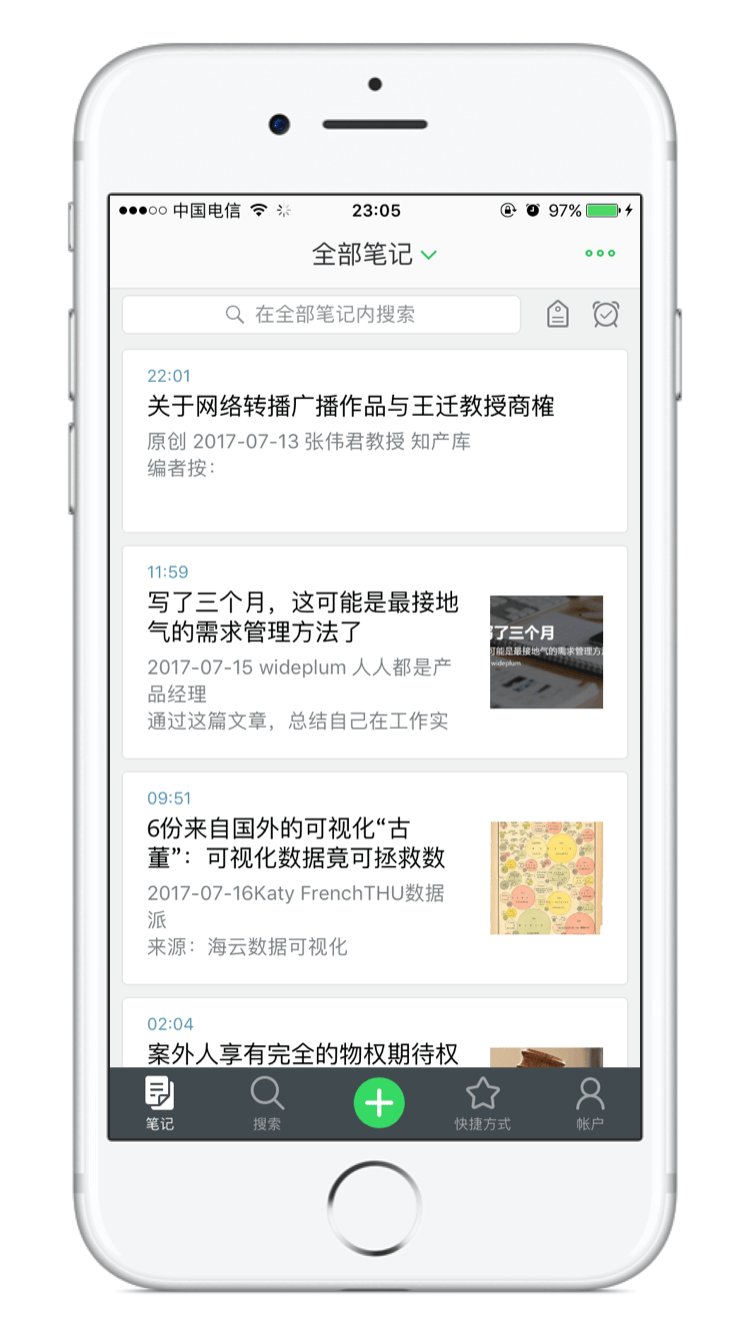 中国电信 23:05 97%
全部笔记
在全部笔记内搜索
22:01
关于网络转播广播作品与王迁教授商榷
原创 2017-07-13 张伟君教授 知产库
编者按：
11:59
写了三个月，这可能是最接地
气的需求管理方法了
2017-07-15 wideplum 人人都是产
品经理
通过这篇文章，总结自己在工作实
写了三个月
可能是最接地气的需求管理方
wideplum
09:51
6份来自国外的可视化“古
董”：可视化数据竟可拯救数
2017-07-16Katy FrenchTHU数据
派
来源：海云数据可视化
02:04
案外人享有完全的物权期待权
笔记 搜索 快捷方式 帐户